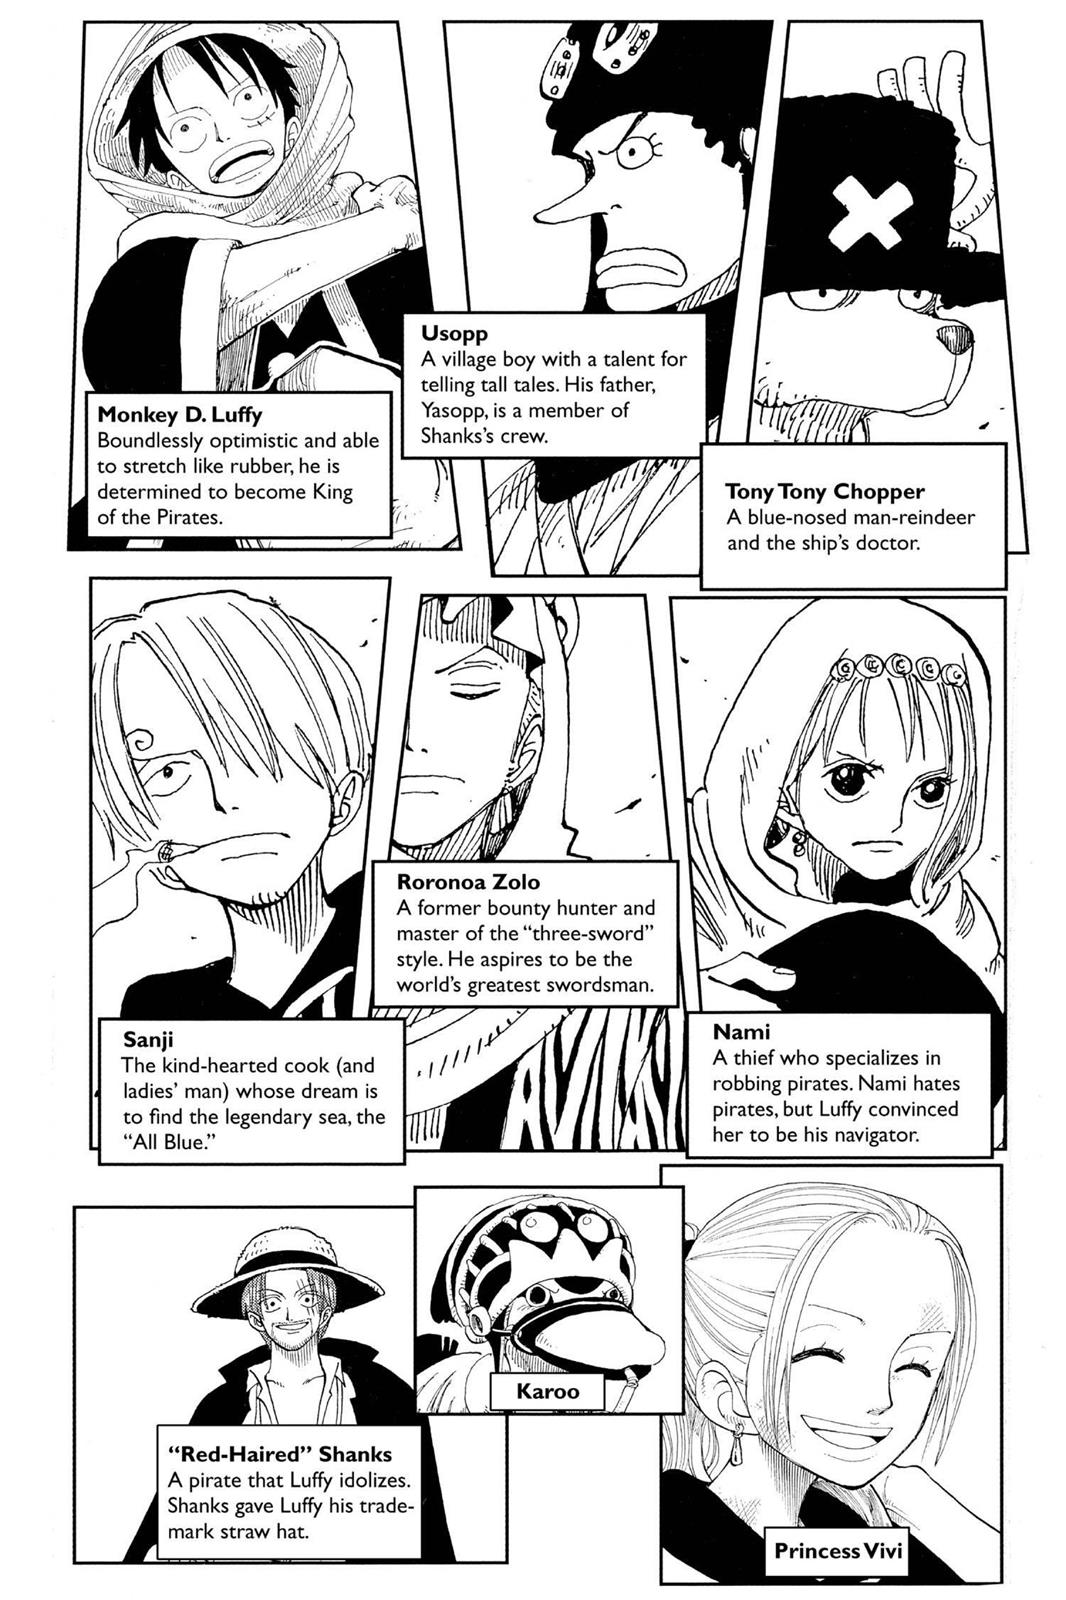 Monkey D. Luffy
Boundlessly optimistic and able
to stretch like rubber, he is
determined to become King
of the Pirates.
Usopp
A village boy with a talent for
telling tall tales. His father,
Yasopp, is a member of
Shanks's crew.
Tony Tony Chopper
A blue-nosed man-reindeer
and the ship's doctor.
Sanji
The kind-hearted cook (and
ladies' man) whose dream is
to find the legendary sea, the
“All Blue.”
Roronoa Zolo
A former bounty hunter and
master of the “three-sword”
style. He aspires to be the
world's greatest swordsman.
Nami
A thief who specializes in
robbing pirates. Nami hates
pirates, but Luffy convinced
her to be his navigator.
“Red-Haired” Shanks
A pirate that Luffy idolizes.
Shanks gave Luffy his trade-
mark straw hat.
Karoo
Princess Vivi